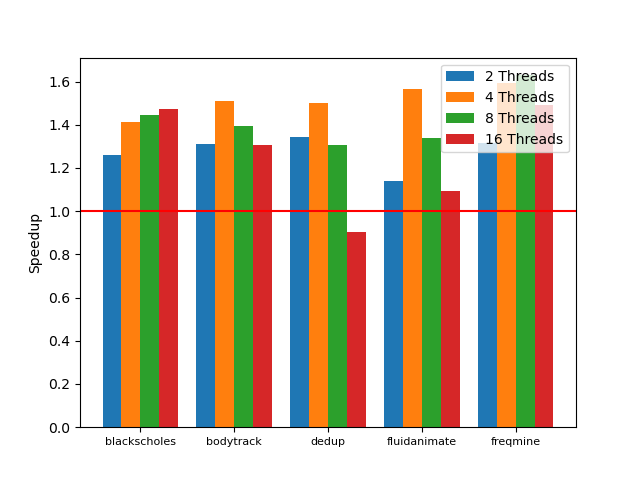 2 Threads
4 Threads
8 Threads
16 Threads
Speedup
1.6
1.4
1.2
1.0
0.8
0.6
0.4
0.2
0.0
blackscholes bodytrack dedup fluidanimate freqmine